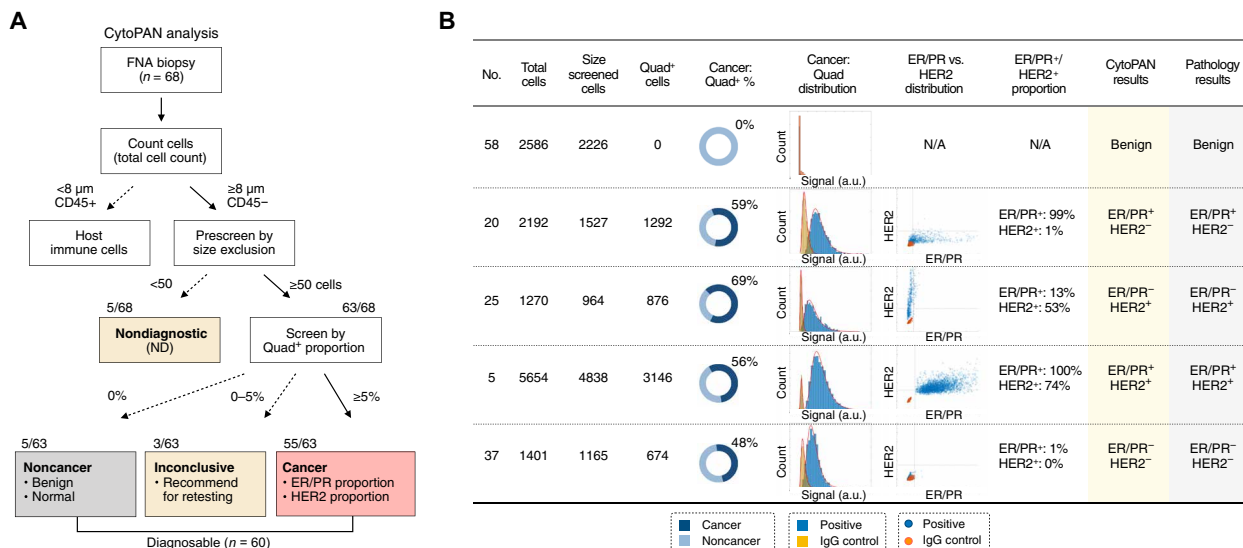 A
CytoPAN analysis
FNA biopsy
(n = 68)
Count cells
(total cell count)
<8 µm
CD45+
≥8 µm
CD45−
Host
immune cells
Prescreen by
size exclusion
<50
≥50 cells
5/68
63/68
Nondiagnostic
(ND)
Screen by
Quad⁺ proportion
0%
0–5%
≥5%
5/63
3/63
55/63
Noncancer
• Benign
• Normal
Inconclusive
• Recommend
for retesting
Cancer
• ER/PR proportion
• HER2 proportion
Diagnosable (n = 60)
B
No.
Total
cells
Size
screened
cells
Quad⁺
cells
Cancer:
Quad⁺ %
Cancer:
Quad
distribution
ER/PR vs.
HER2
distribution
ER/PR⁺/
HER2⁺
proportion
CytoPAN
results
Pathology
results
58
2586
2226
0
0%
Count
Signal (a.u.)
N/A
N/A
Benign
Benign
20
2192
1527
1292
59%
Count
Signal (a.u.)
HER2
ER/PR
ER/PR⁺: 99%
HER2⁺: 1%
ER/PR⁺
HER2⁻
ER/PR⁺
HER2⁻
25
1270
964
876
69%
Count
Signal (a.u.)
HER2
ER/PR
ER/PR⁺: 13%
HER2⁺: 53%
ER/PR⁻
HER2⁺
ER/PR⁻
HER2⁺
5
5654
4838
3146
56%
Count
Signal (a.u.)
HER2
ER/PR
ER/PR⁺: 100%
HER2⁺: 74%
ER/PR⁺
HER2⁺
ER/PR⁺
HER2⁺
37
1401
1165
674
48%
Count
Signal (a.u.)
HER2
ER/PR
ER/PR⁺: 1%
HER2⁺: 0%
ER/PR⁻
HER2⁻
ER/PR⁻
HER2⁻
Cancer
Noncancer
Positive
IgG control
Positive
IgG control